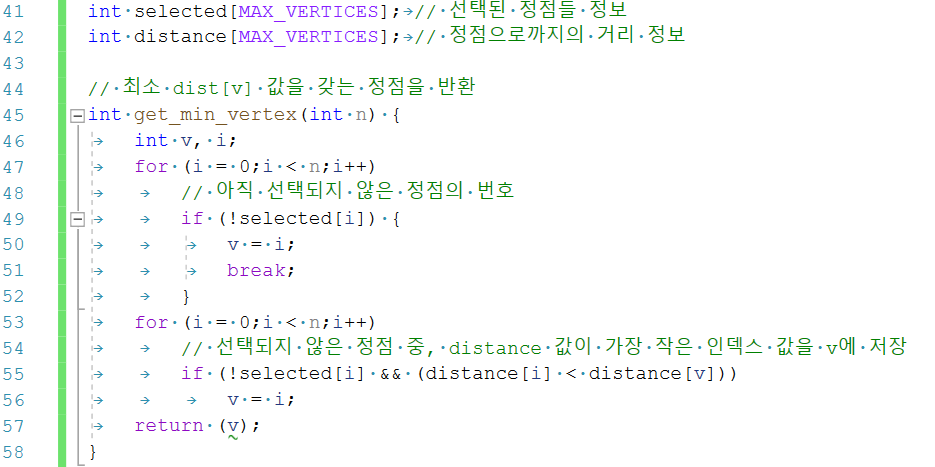 41 int selected[MAX_VERTICES]; // 선택된 정점들 정보
42 int distance[MAX_VERTICES]; // 정점으로까지의 거리 정보
43
44 // 최소 dist[v] 값을 갖는 정점을 반환
45 int get_min_vertex(int n) {
46 int v, i;
47 for (i = 0;i < n;i++)
48 // 아직 선택되지 않은 정점의 번호
49 if (!selected[i]) {
50 v = i;
51 break;
52 }
53 for (i = 0;i < n;i++)
54 // 선택되지 않은 정점 중, distance 값이 가장 작은 인덱스 값을 v에 저장
55 if (!selected[i] && (distance[i] < distance[v]))
56 v = i;
57 return (v);
58 }